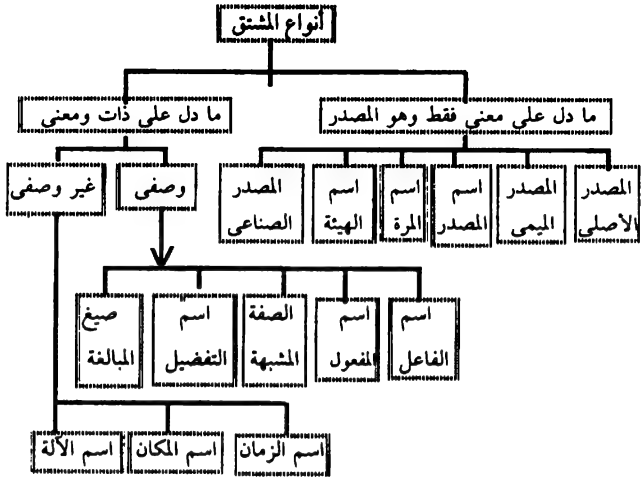 أنواع المشتق
ما دل على معنى فقط وهو المصدر
ما دل على ذات ومعنى
المصدر
الأصلى
المصدر
الميمى
اسم
المصدر
اسم
المرة
اسم
الهيئة
المصدر
الصناعى
وصفى
غير وصفى
اسم
الفاعل
اسم
المفعول
الصفة
المشبهة
اسم
التفضيل
صيغ
المبالغة
اسم الزمان
اسم المكان
اسم الآلة